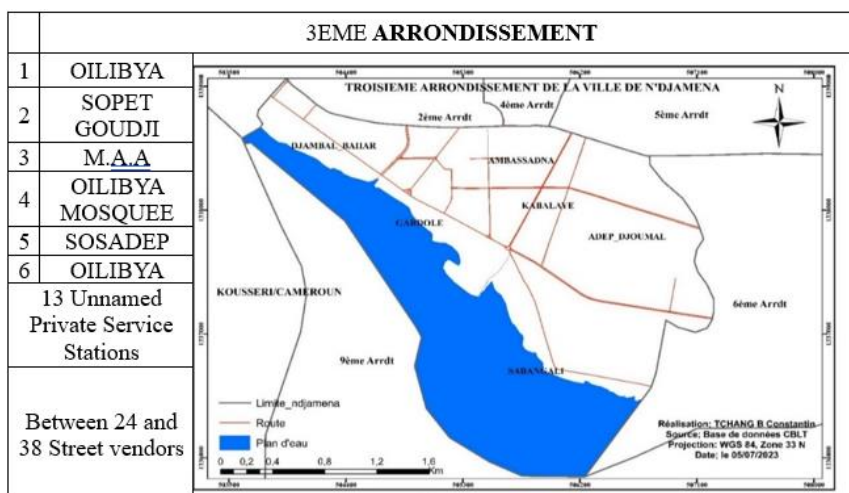 3EME ARRONDISSEMENT
1 OILIBYA
2 SOPET
GOUDJI
3 M.A.A
4 OILIBYA
MOSQUEE
5 SOSADEP
6 OILIBYA
13 Unnamed
Private Service
Stations
Between 24 and
38 Street vendors
TROISIEME ARRONDISSEMENT DE LA VILLE DE N'DJAMENA
N
4ème Arrdt
2ème Arrdt
5ème Arrdt
DJAMBAL_BAHAR
AMBASSADNA
KABALAYE
GARDOLE
ADEP_DJOUMAL
KOUSSERI/CAMEROUN
6ème Arrdt
9ème Arrdt
SABANGALI
Limite_ndjamena
Route
Plan d'eau
0 0,2 0,4 0,8 1,2 1,6
Km
Réalisation: TCHANG B Constantin
Source: Base de données CBLT
Projection: WGS 84, Zone 33 N
Date; le 05/07/2023